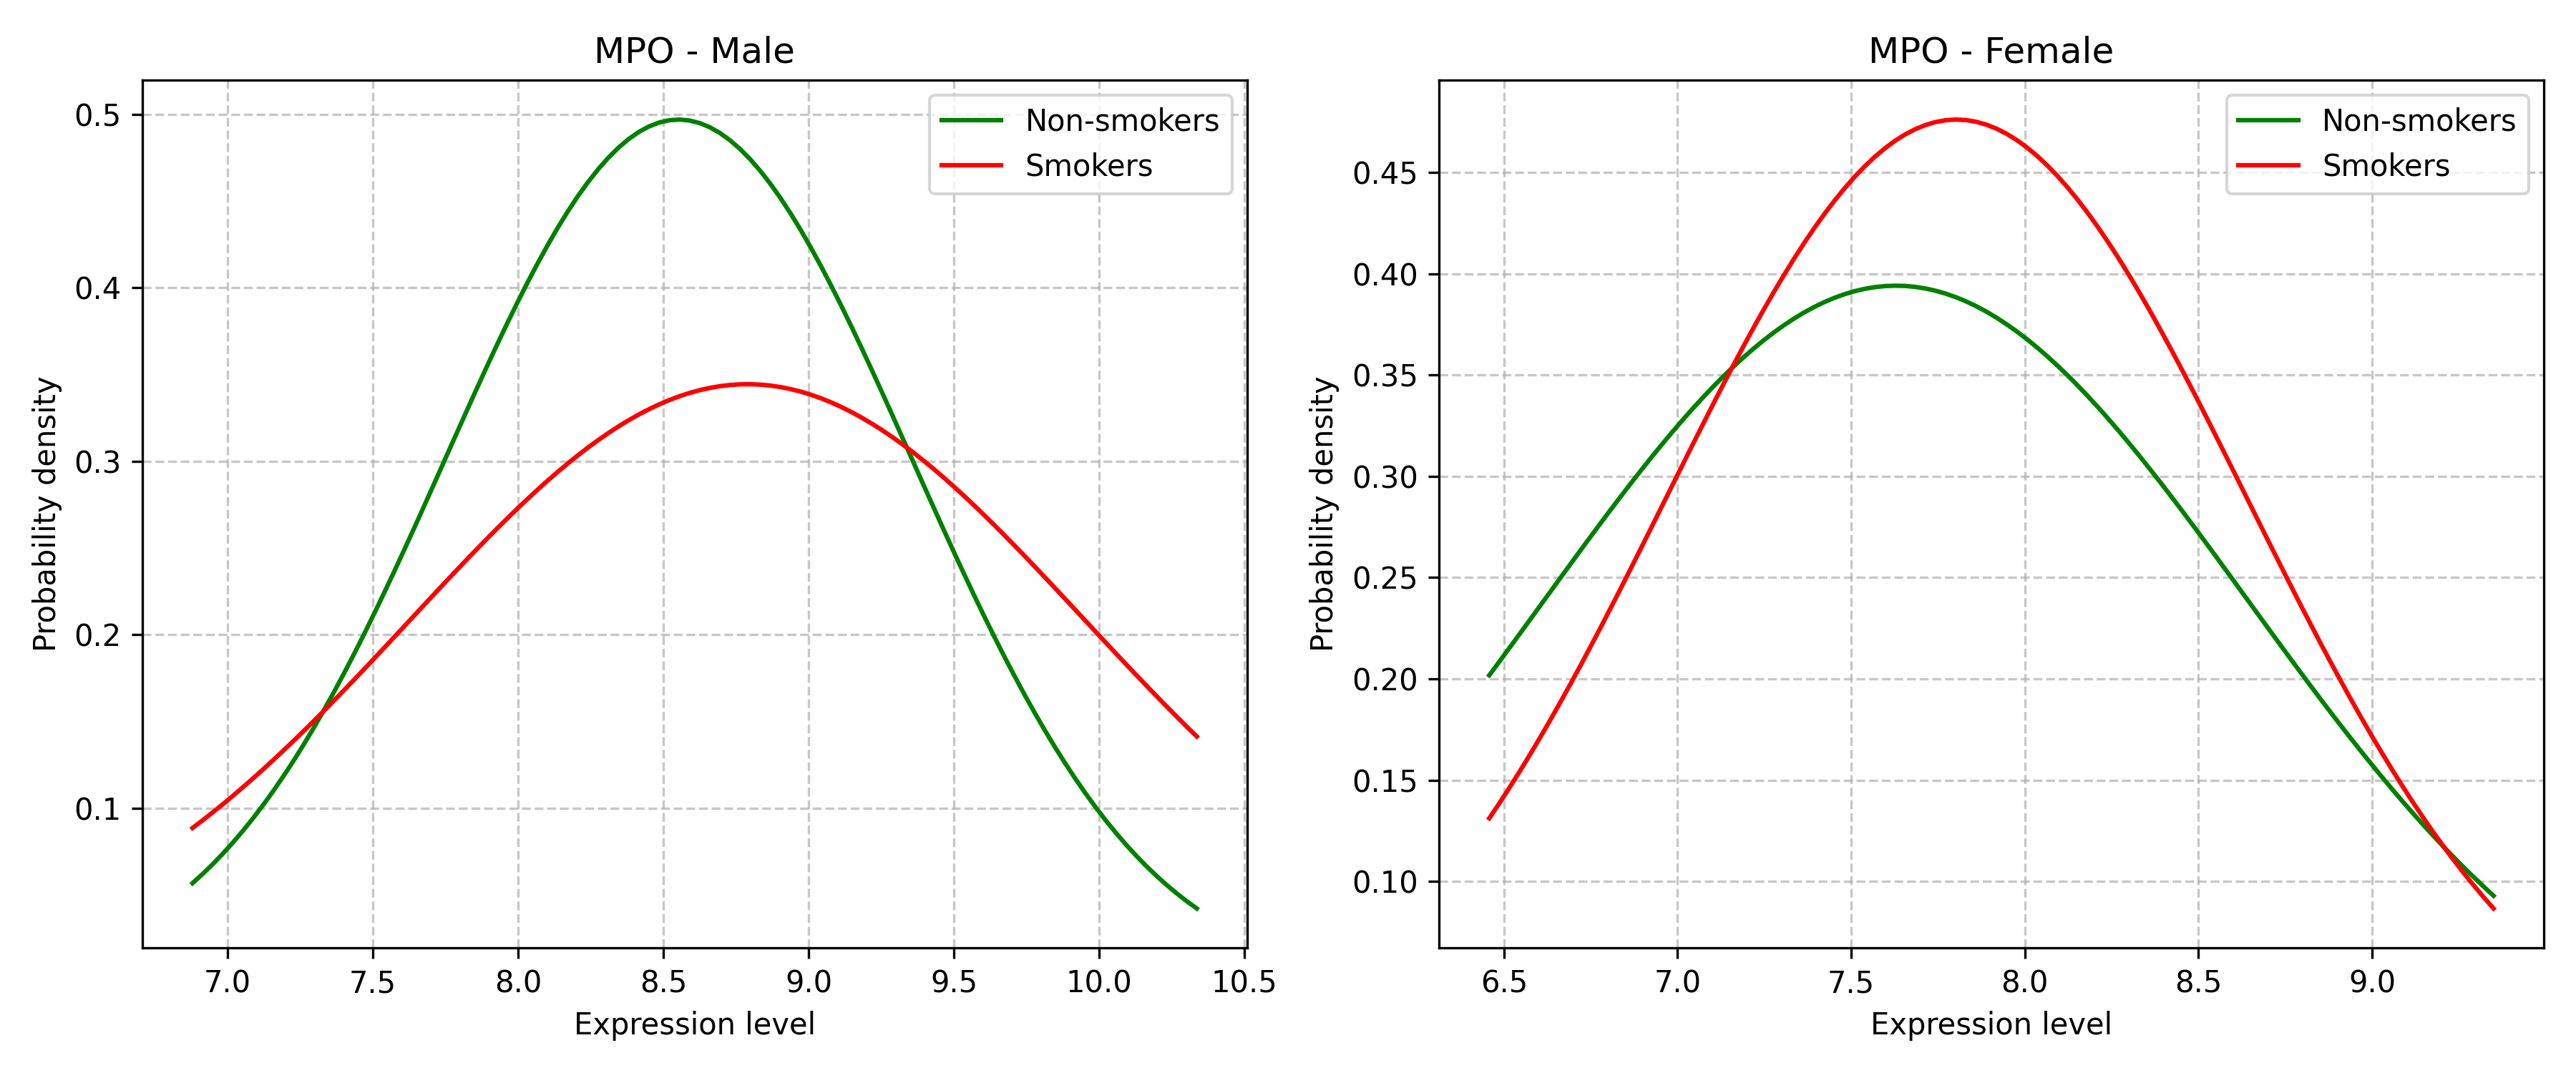 MPO - Male
Non-smokers
Smokers
Probability density
0.5
0.4
0.3
0.2
0.1
7.0 7.5 8.0 8.5 9.0 9.5 10.0 10.5
Expression level
MPO - Female
Non-smokers
Smokers
Probability density
0.45
0.40
0.35
0.30
0.25
0.20
0.15
0.10
6.5 7.0 7.5 8.0 8.5 9.0
Expression level